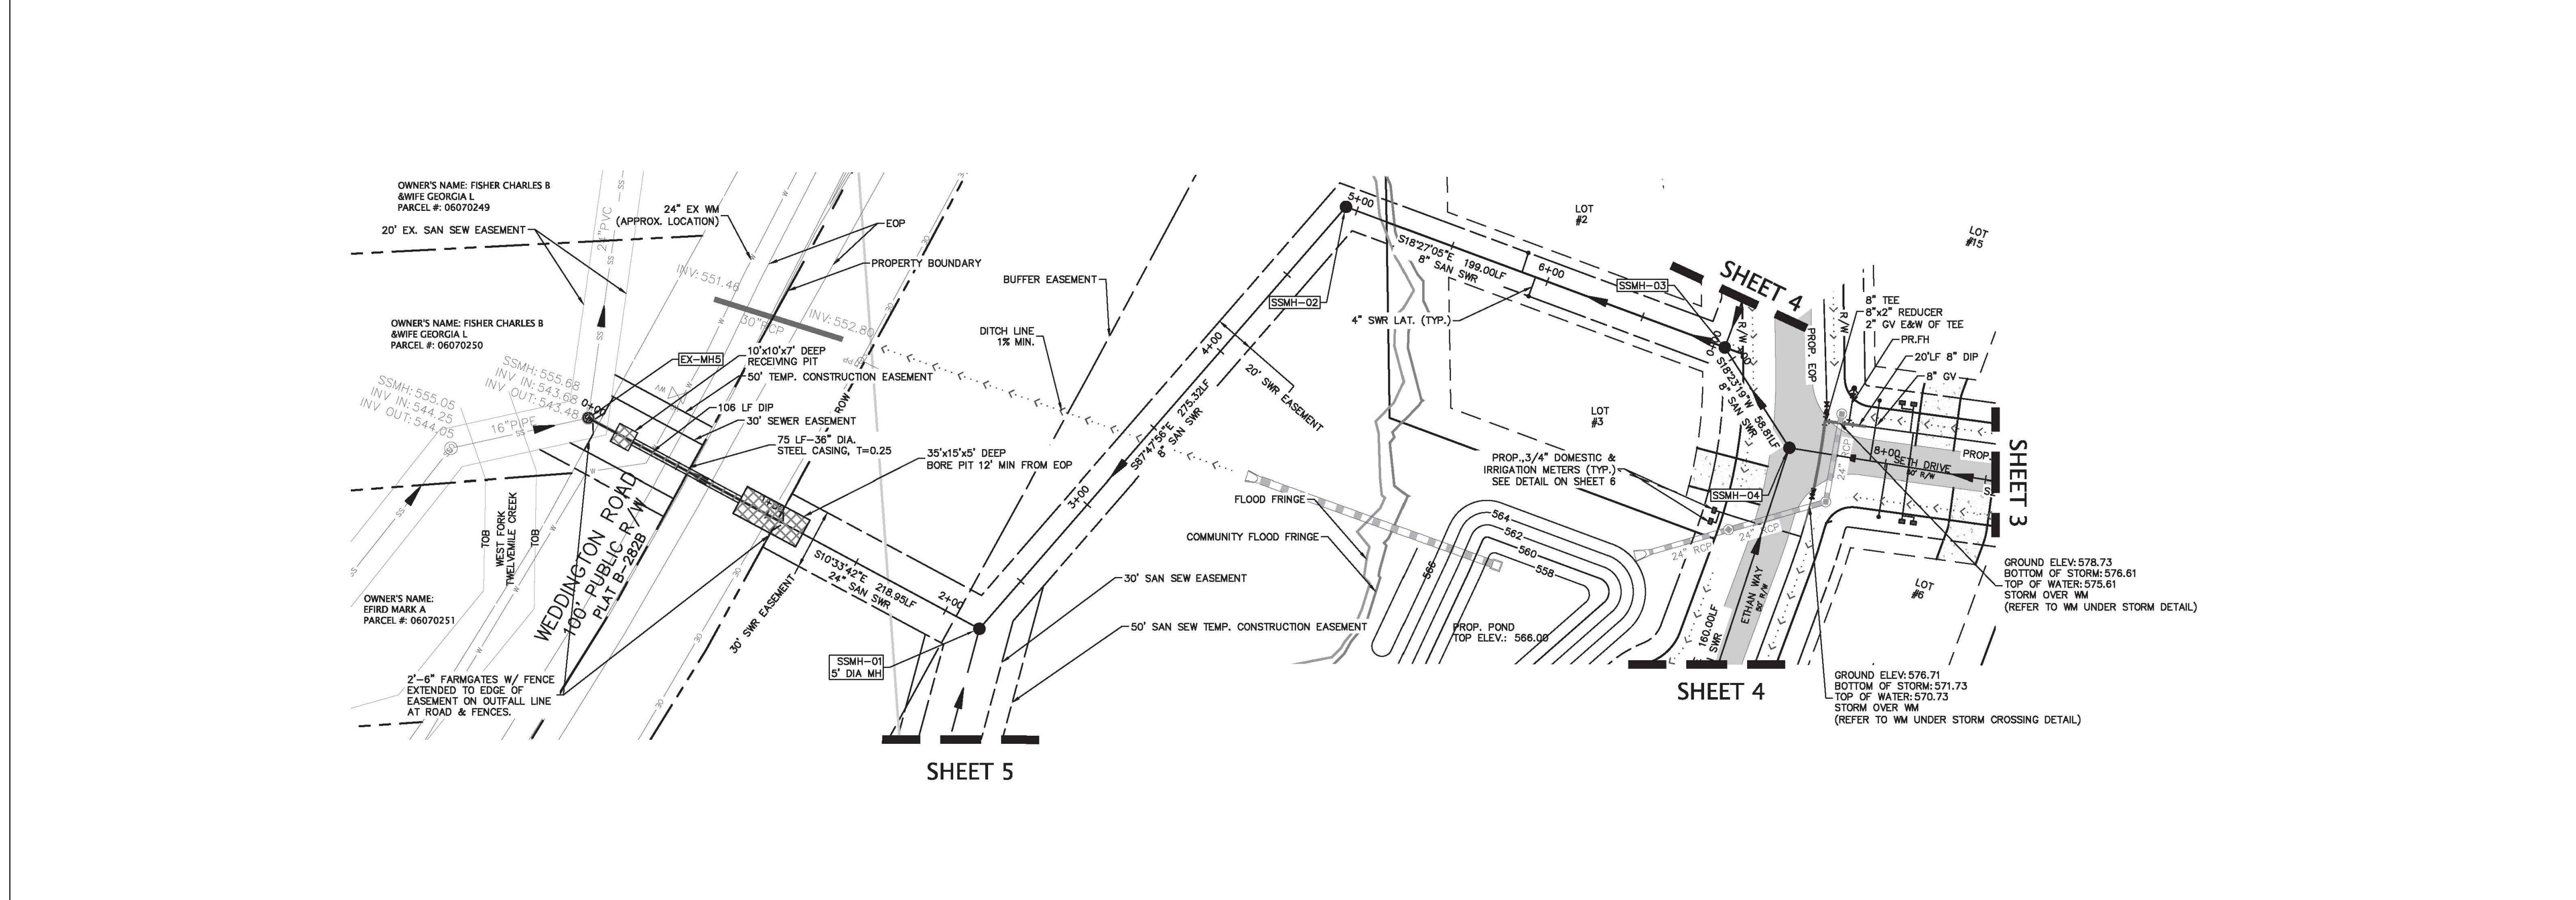 OWNER'S NAME: FISHER CHARLES B
&WIFE GEORGIA L
PARCEL #: 06070249
20' EX. SAN SEW EASEMENT
24"PVC
SS
24" EX WM
(APPROX. LOCATION)
EOP
PROPERTY BOUNDARY
BUFFER EASEMENT
INV: 551.46
30"RCP
INV: 552.80
PP
DITCH LINE
1% MIN.
OWNER'S NAME: FISHER CHARLES B
&WIFE GEORGIA L
PARCEL #: 06070250
SSMH: 555.68
INV IN: 543.68
INV OUT: 543.48
SSMH: 555.05
INV IN: 544.25
INV OUT: 544.05
16"PIPE
SS
0+00
EX-MH5
10'x10'x7' DEEP
RECEIVING PIT
50' TEMP. CONSTRUCTION EASEMENT
WV
106 LF DIP
30' SEWER EASEMENT
ROW
75 LF-36" DIA.
STEEL CASING, T=0.25
35'x15'x5' DEEP
BORE PIT 12' MIN FROM EOP
TOB
WEST FORK
TWELVEMILE CREEK
TOB
WEDDINGTON ROAD
100' PUBLIC R/W
PLAT B-282B
1+00
S10°33'42"E 218.95LF
24" SAN SWR
2+00
30' SWR EASEMENT
OWNER'S NAME:
EFIRD MARK A
PARCEL #: 06070251
2'-6" FARMGATES W/ FENCE
EXTENDED TO EDGE OF
EASEMENT ON OUTFALL LINE
AT ROAD & FENCES.
SSMH-01
5' DIA MH
30' SAN SEW EASEMENT
50' SAN SEW TEMP. CONSTRUCTION EASEMENT
SHEET 5
3+00
S87°47'56"E 275.32LF
8" SAN SWR
4+00
20' SWR EASEMENT
SSMH-02
5+00
S18°27'05"E 199.00LF
8" SAN SWR
6+00
4" SWR LAT. (TYP.)
SSMH-03
LOT
#2
LOT
#15
LOT
#3
FLOOD FRINGE
COMMUNITY FLOOD FRINGE
PROP.,3/4" DOMESTIC &
IRRIGATION METERS (TYP.)
SEE DETAIL ON SHEET 6
564
562
560
558
566
PROP. POND
TOP ELEV.: 566.00
SHEET 4
R/W
PROP. EOP
R/W
S18°23'19"W 58.81LF
8" SAN SWR
8" TEE
8"x2" REDUCER
2" GV E&W OF TEE
PR.FH
20'LF 8" DIP
8" GV
24" RCP
8+00
SETH DRIVE
50' R/W
PROP.
SHEET 3
SSMH-04
24" RCP
24" RCP
ETHAN WAY
50' R/W
160.00LF
SWR
LOT
#6
SHEET 4
GROUND ELEV: 578.73
BOTTOM OF STORM: 576.61
TOP OF WATER: 575.61
STORM OVER WM
(REFER TO WM UNDER STORM DETAIL)
GROUND ELEV: 576.71
BOTTOM OF STORM: 571.73
TOP OF WATER: 570.73
STORM OVER WM
(REFER TO WM UNDER STORM CROSSING DETAIL)